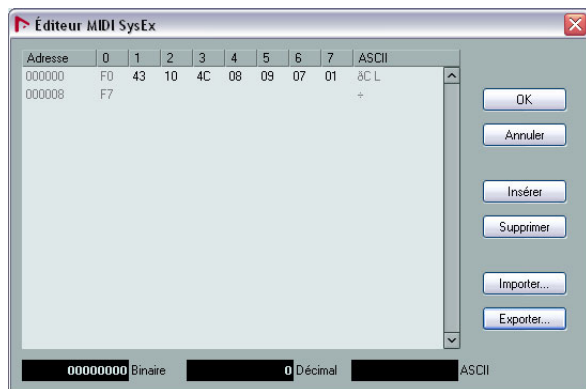 Éditeur MIDI SysEx
Adresse 0 1 2 3 4 5 6 7 ASCII
000000 F0 43 10 4C 08 09 07 01 ðC L
000008 F7 ÷
OK
Annuler
Insérer
Supprimer
Importer...
Exporter...
00000000 Binaire 0 Décimal ASCII